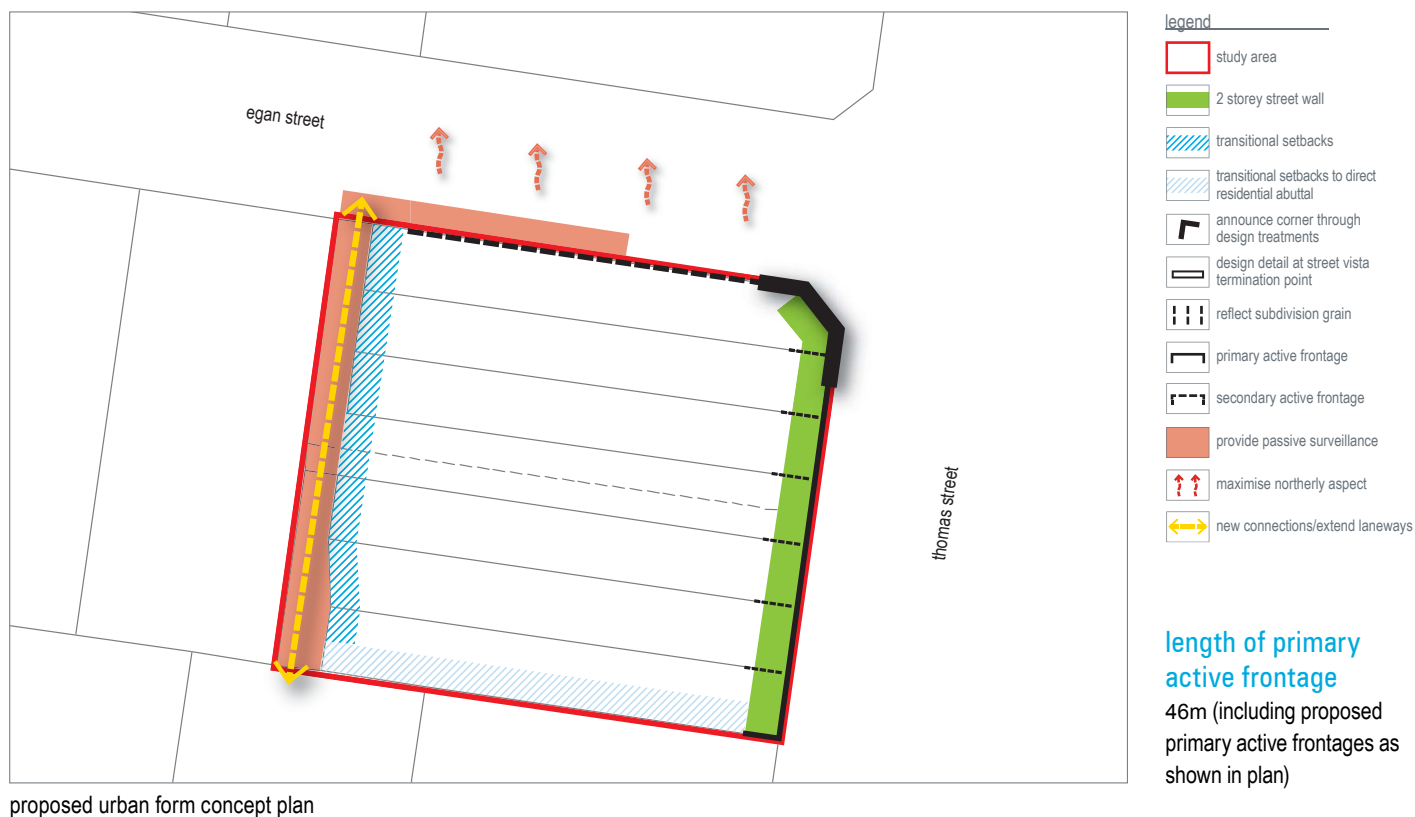 egan street
thomas street
proposed urban form concept plan
legend
study area
2 storey street wall
transitional setbacks
transitional setbacks to direct
residential abuttal
announce corner through
design treatments
design detail at street vista
termination point
reflect subdivision grain
primary active frontage
secondary active frontage
provide passive surveillance
maximise northerly aspect
new connections/extend laneways
length of primary
active frontage
46m (including proposed
primary active frontages as
shown in plan)